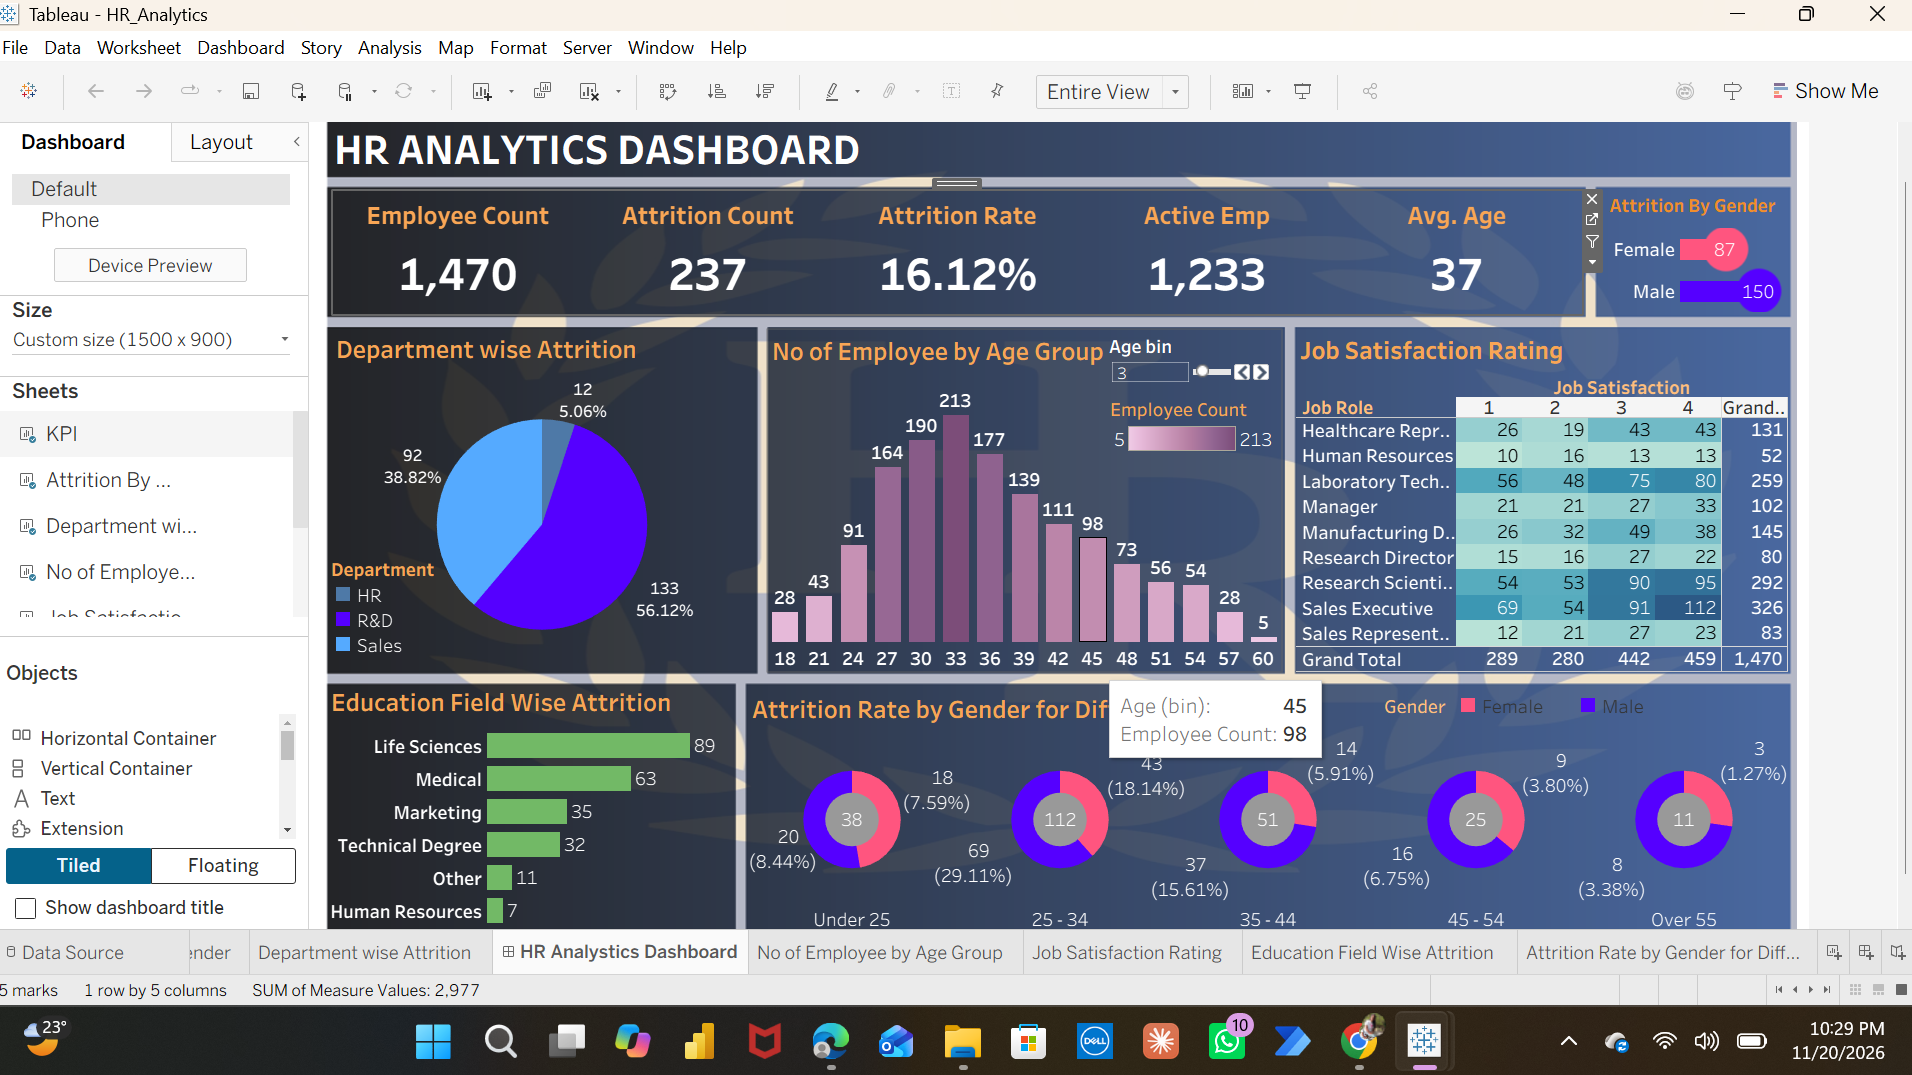 Tableau - HR_Analytics
File Data Worksheet Dashboard Story Analysis Map Format Server Window Help
Entire View
Show Me
Dashboard
Layout
Default
Phone
Device Preview
Size
Custom size (1500 x 900)
Sheets
KPI
Attrition By ...
Department wi...
No of Employe...
Objects
Horizontal Container
Vertical Container
Text
Extension
Tiled
Floating
Show dashboard title
HR ANALYTICS DASHBOARD
Employee Count Attrition Count Attrition Rate Active Emp Avg. Age
1,470 237 16.12% 1,233 37
Attrition By Gender
Female 87
Male 150
Department wise Attrition
12
5.06%
92
38.82%
133
56.12%
Department
HR
R&D
Sales
No of Employee by Age Group
Age bin
3
Employee Count
5 213
28 43 91 164 190 213 177 139 111 98 73 56 54 28 5
18 21 24 27 30 33 36 39 42 45 48 51 54 57 60
Age (bin): 45
Employee Count: 98
Job Satisfaction Rating
Job Satisfaction
Job Role 1 2 3 4 Grand..
Healthcare Repr.. 26 19 43 43 131
Human Resources 10 16 13 13 52
Laboratory Tech.. 56 48 75 80 259
Manager 21 21 27 33 102
Manufacturing D.. 26 32 49 38 145
Research Director 15 16 27 22 80
Research Scienti.. 54 53 90 95 292
Sales Executive 69 54 91 112 326
Sales Represent.. 12 21 27 23 83
Grand Total 289 280 442 459 1,470
Education Field Wise Attrition
Life Sciences 89
Medical 63
Marketing 35
Technical Degree 32
Other 11
Human Resources 7
Attrition Rate by Gender for Dif
Gender Female Male
18
(7.59%)
38
20
(8.44%)
Under 25
43
(18.14%)
112
69
(29.11%)
25 - 34
14
(5.91%)
51
37
(15.61%)
35 - 44
9
(3.80%)
25
16
(6.75%)
45 - 54
3
(1.27%)
11
8
(3.38%)
Over 55
Data Source
ender
Department wise Attrition
HR Analystics Dashboard
No of Employee by Age Group
Job Satisfaction Rating
Education Field Wise Attrition
Attrition Rate by Gender for Diff...
5 marks 1 row by 5 columns SUM of Measure Values: 2,977
23°
DELL
10
10:29 PM
11/20/2026